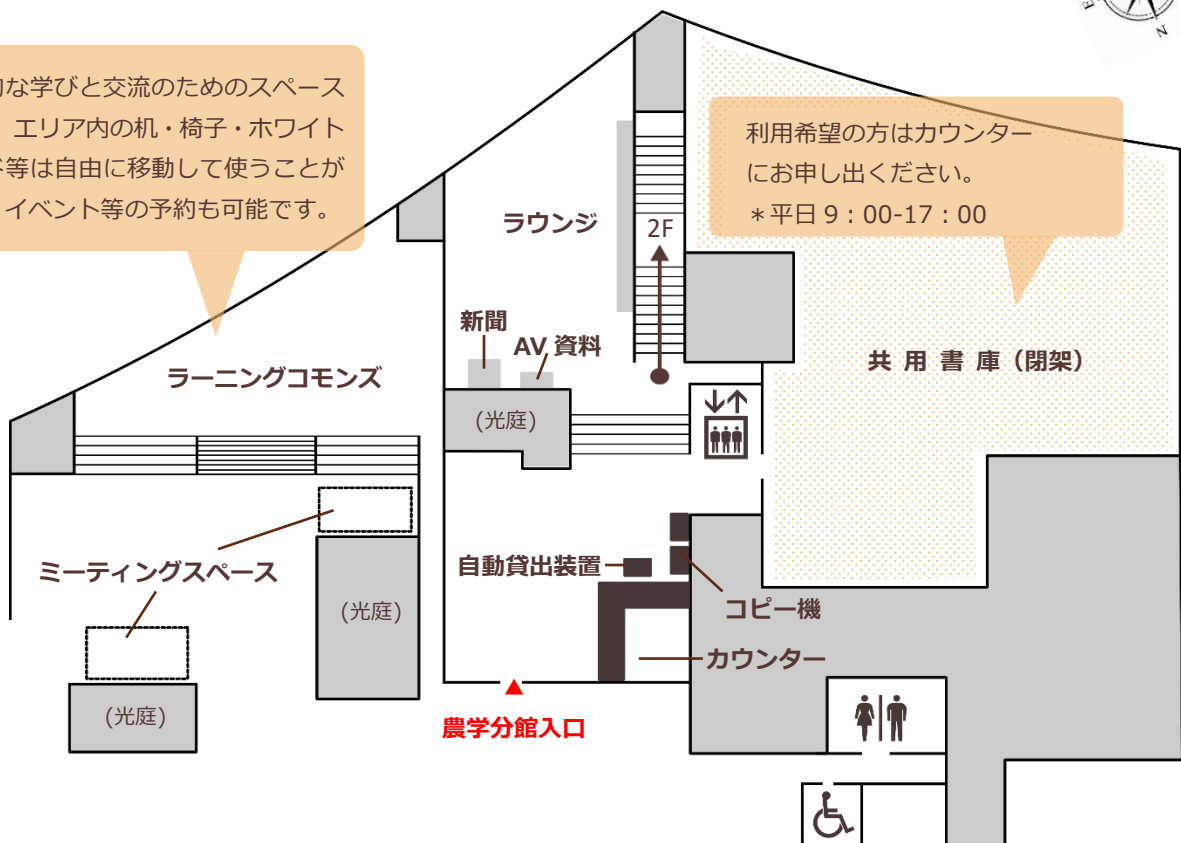 的な学びと交流のためのスペース
エリア内の机・椅子・ホワイト
等は自由に移動して使うことが
イベント等の予約も可能です。
利用希望の方はカウンター
にお申し出ください。
＊平日 9：00-17：00
E
N
ラウンジ
2F
新聞
AV 資料
ラーニングコモンズ
共 用 書 庫（閉架）
(光庭)
ミーティングスペース
自動貸出装置
コピー機
(光庭)
カウンター
(光庭)
農学分館入口